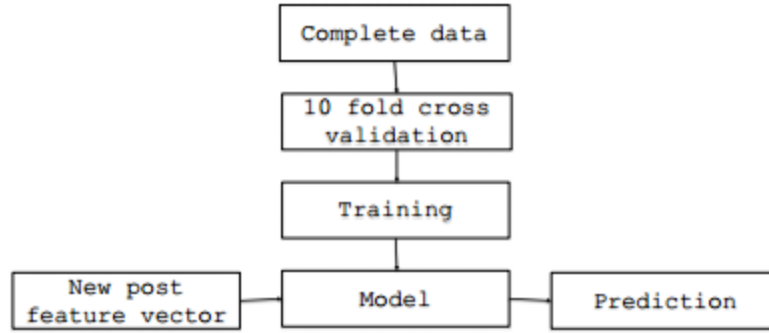 Complete data
10 fold cross
validation
Training
New post
feature vector
Model
Prediction